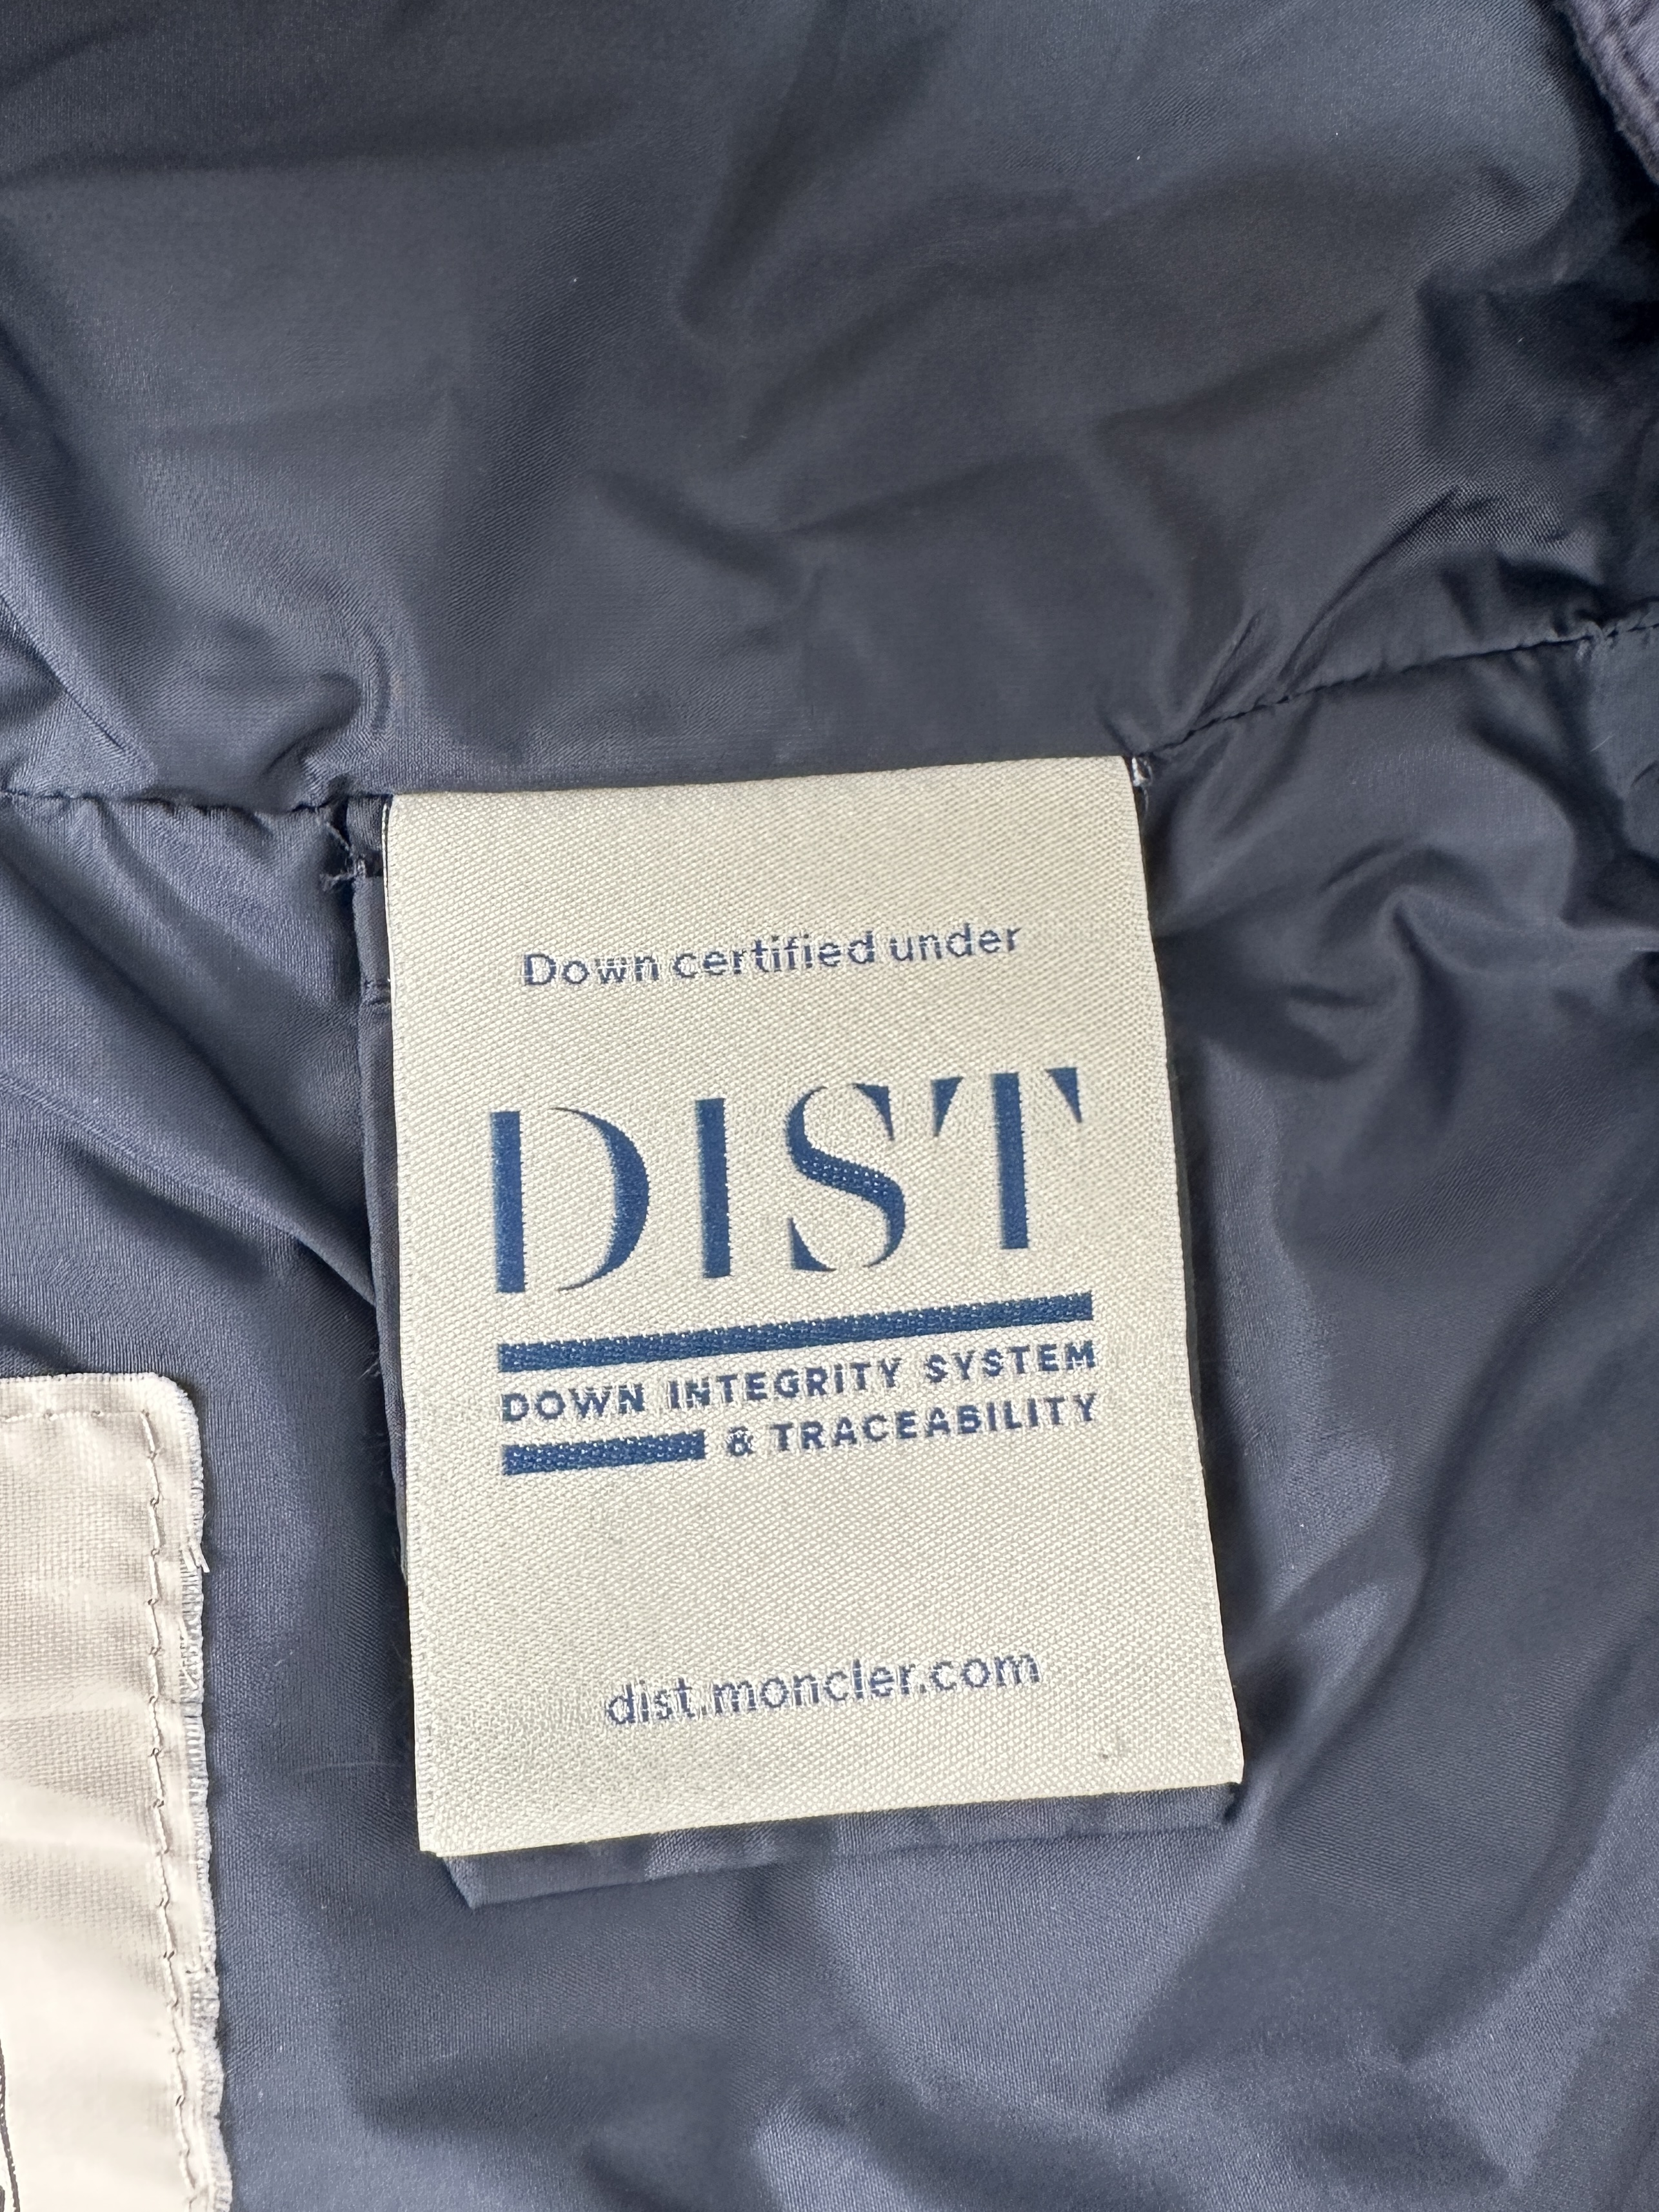 Down certified under
DIST
DOWN INTEGRITY SYSTEM
& TRACEABILITY
dist.moncler.com